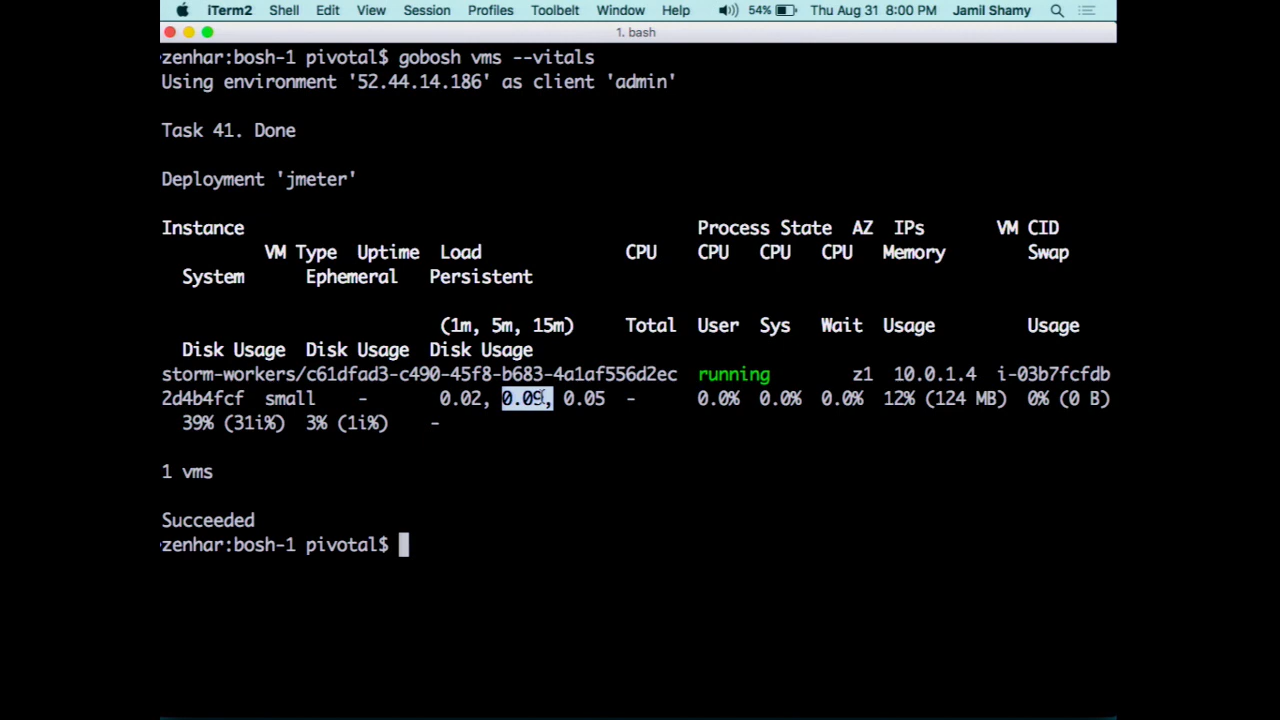 iTerm2 Shell Edit View Session Profiles Toolbelt Window Help 54% Thu Aug 31 8:00 PM Jamil Shamy
1. bash
zenhar:bosh-1 pivotal$ gobosh vms --vitals
Using environment '52.44.14.186' as client 'admin'
Task 41. Done
Deployment 'jmeter'
Instance Process State AZ IPs VM CID
VM Type Uptime Load CPU CPU CPU CPU Memory Swap
System Ephemeral Persistent
(1m, 5m, 15m) Total User Sys Wait Usage Usage
Disk Usage Disk Usage Disk Usage
storm-workers/c61dfad3-c490-45f8-b683-4a1af556d2ec running z1 10.0.1.4 i-03b7fcfdb
2d4b4fcf small - 0.02, 0.09, 0.05 - 0.0% 0.0% 0.0% 12% (124 MB) 0% (0 B)
39% (31i%) 3% (1i%) -
1 vms
Succeeded
zenhar:bosh-1 pivotal$